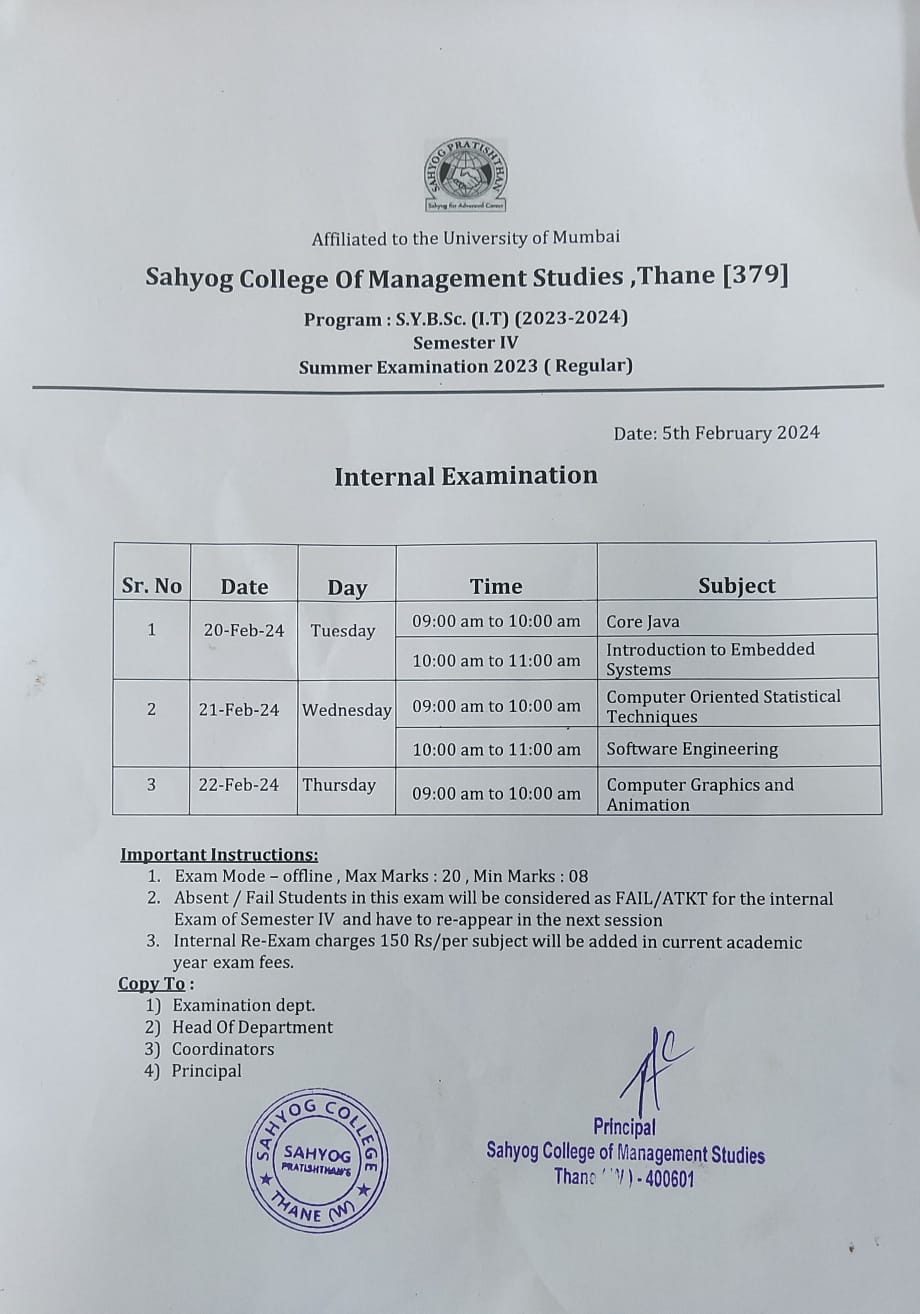 SAHYOG PRATISHTHAN
Sahyog for Advanced Career
Affiliated to the University of Mumbai
Sahyog College Of Management Studies ,Thane [379]
Program : S.Y.B.Sc. (I.T) (2023-2024)
Semester IV
Summer Examination 2023 ( Regular)
Date: 5th February 2024
Internal Examination
Sr. No Date Day Time Subject
1 20-Feb-24 Tuesday 09:00 am to 10:00 am Core Java
10:00 am to 11:00 am Introduction to Embedded
Systems
2 21-Feb-24 Wednesday 09:00 am to 10:00 am Computer Oriented Statistical
Techniques
10:00 am to 11:00 am Software Engineering
3 22-Feb-24 Thursday 09:00 am to 10:00 am Computer Graphics and
Animation
Important Instructions:
1. Exam Mode – offline , Max Marks : 20 , Min Marks : 08
2. Absent / Fail Students in this exam will be considered as FAIL/ATKT for the internal
Exam of Semester IV and have to re-appear in the next session
3. Internal Re-Exam charges 150 Rs/per subject will be added in current academic
year exam fees.
Copy To :
1) Examination dept.
2) Head Of Department
3) Coordinators
4) Principal
SAHYOG COLLEGE
SAHYOG
PRATISHTHAN'S
THANE (W)
Principal
Sahyog College of Management Studies
Thane - 400601